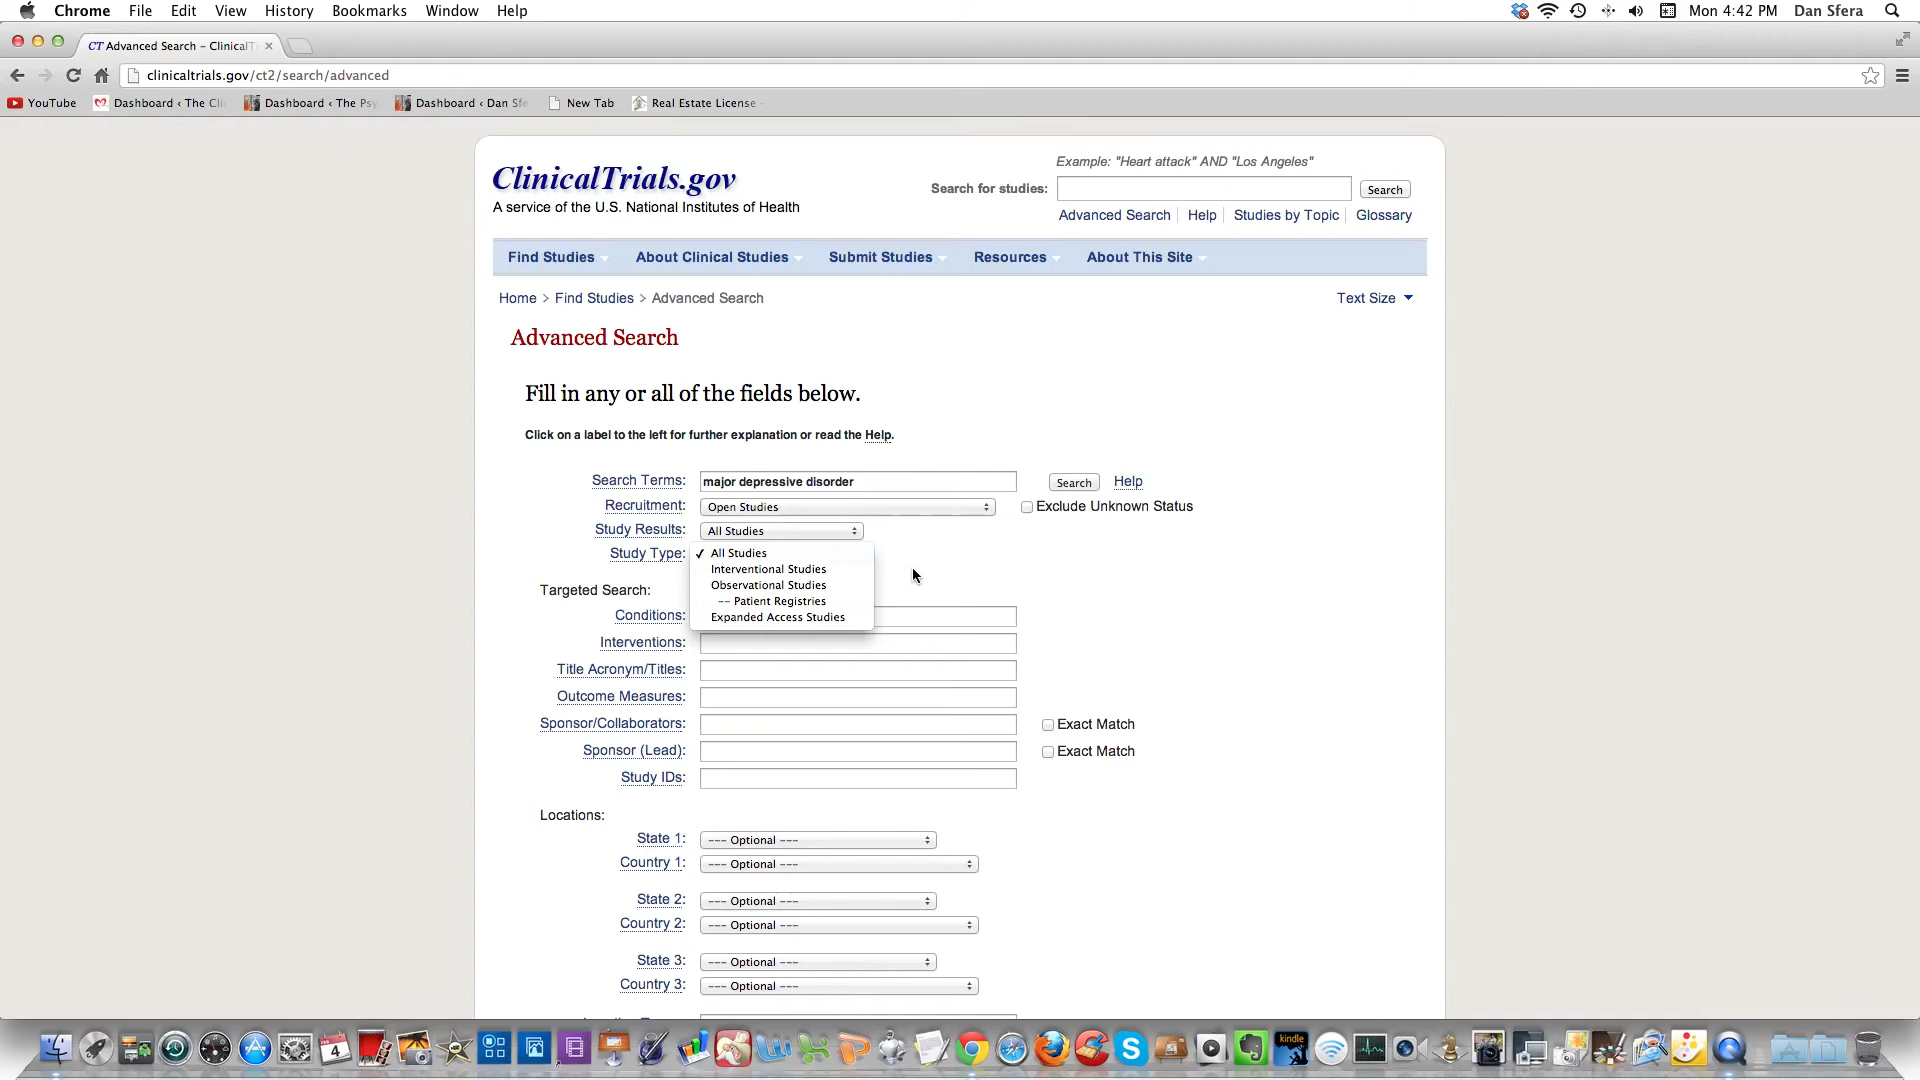 Chrome File Edit View History Bookmarks Window Help Mon 4:42 PM Dan Sfera
CT Advanced Search – ClinicalT
clinicaltrials.gov/ct2/search/advanced
YouTube Dashboard ‹ The Cli Dashboard ‹ The Psy Dashboard ‹ Dan Sfe New Tab Real Estate License -
Example: "Heart attack" AND "Los Angeles"
ClinicalTrials.gov
Search for studies: Search
A service of the U.S. National Institutes of Health
Advanced Search Help Studies by Topic Glossary
Find Studies About Clinical Studies Submit Studies Resources About This Site
Home > Find Studies > Advanced Search Text Size
Advanced Search
Fill in any or all of the fields below.
Click on a label to the left for further explanation or read the Help.
Search Terms: major depressive disorder Search Help
Recruitment: Open Studies Exclude Unknown Status
Study Results: All Studies
Study Type: ✓ All Studies
Interventional Studies
Observational Studies
-- Patient Registries
Expanded Access Studies
Targeted Search:
Conditions:
Interventions:
Title Acronym/Titles:
Outcome Measures:
Sponsor/Collaborators: Exact Match
Sponsor (Lead): Exact Match
Study IDs:
Locations:
State 1: --- Optional ---
Country 1: --- Optional ---
State 2: --- Optional ---
Country 2: --- Optional ---
State 3: --- Optional ---
Country 3: --- Optional ---
FEB
4
kindle